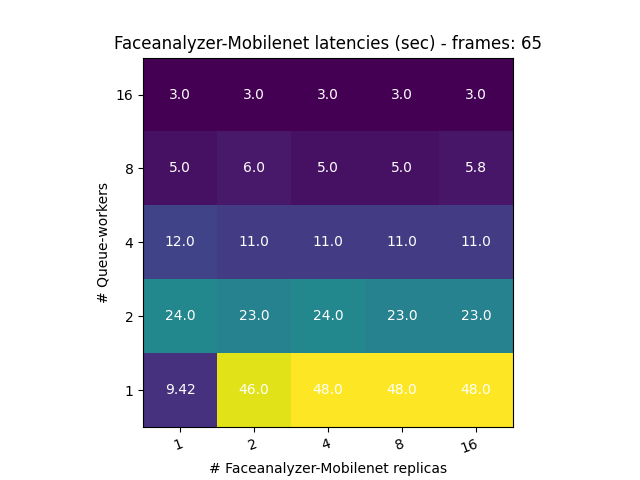 Faceanalyzer-Mobilenet latencies (sec) - frames: 65
# Queue-workers
16 3.0 3.0 3.0 3.0 3.0
8 5.0 6.0 5.0 5.0 5.8
4 12.0 11.0 11.0 11.0 11.0
2 24.0 23.0 24.0 23.0 23.0
1 9.42 46.0 48.0 48.0 48.0
1 2 4 8 16
# Faceanalyzer-Mobilenet replicas